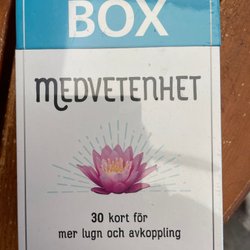 BOX
MEDVETENHET
30 kort för
mer lugn och avkoppling